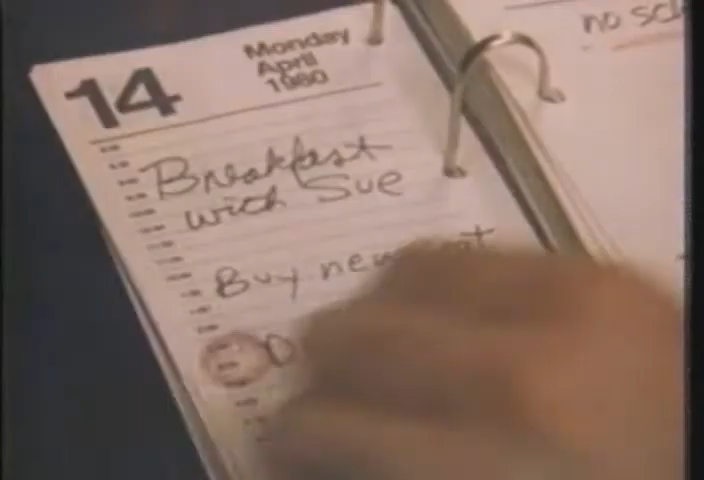 14
Monday
April
1980
Breakfast
with Sue
Buy new
no sc